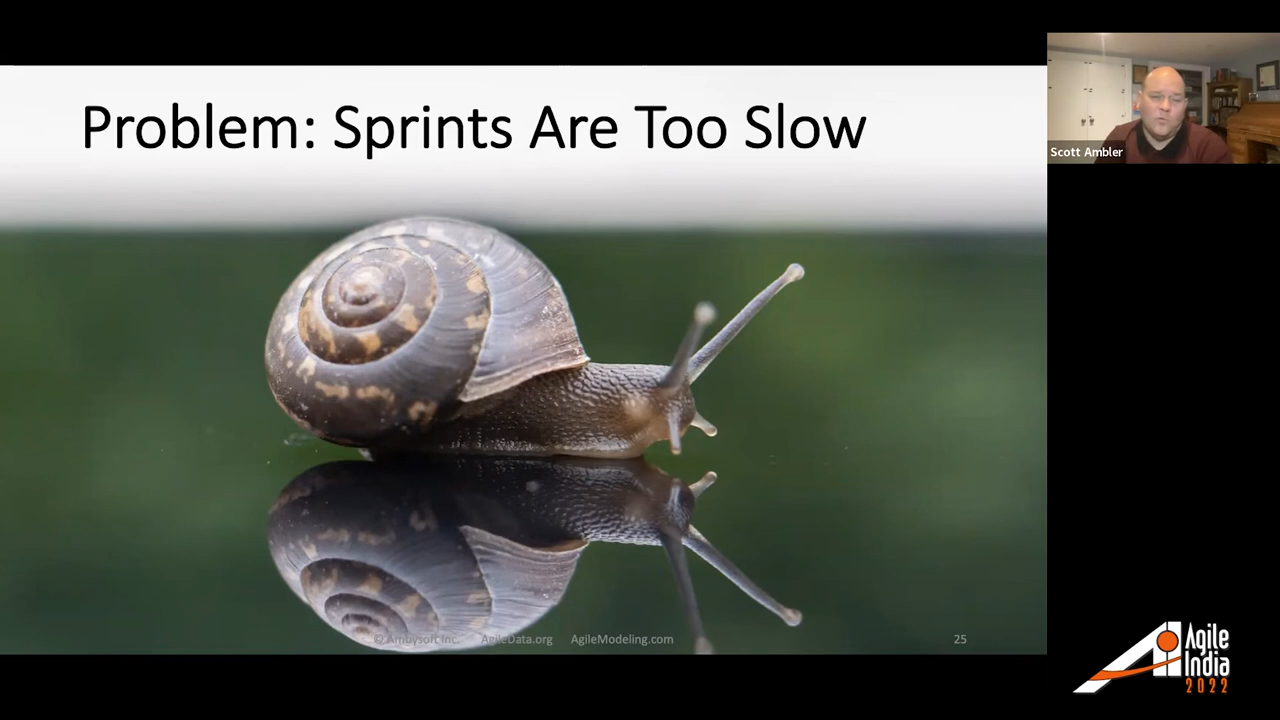 Problem: Sprints Are Too Slow
Scott Ambler
© Ambysoft Inc. AgileData.org AgileModeling.com
25
Agile
India
2022